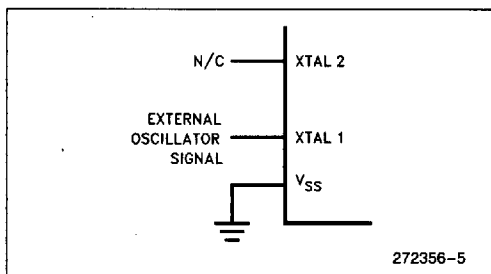 N/C XTAL 2
EXTERNAL
OSCILLATOR XTAL 1
SIGNAL
VSS
272356-5